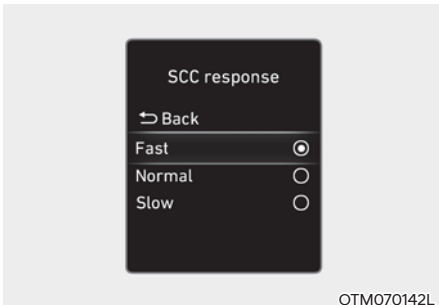 SCC response
Back
Fast
Normal
Slow
OTM070142L